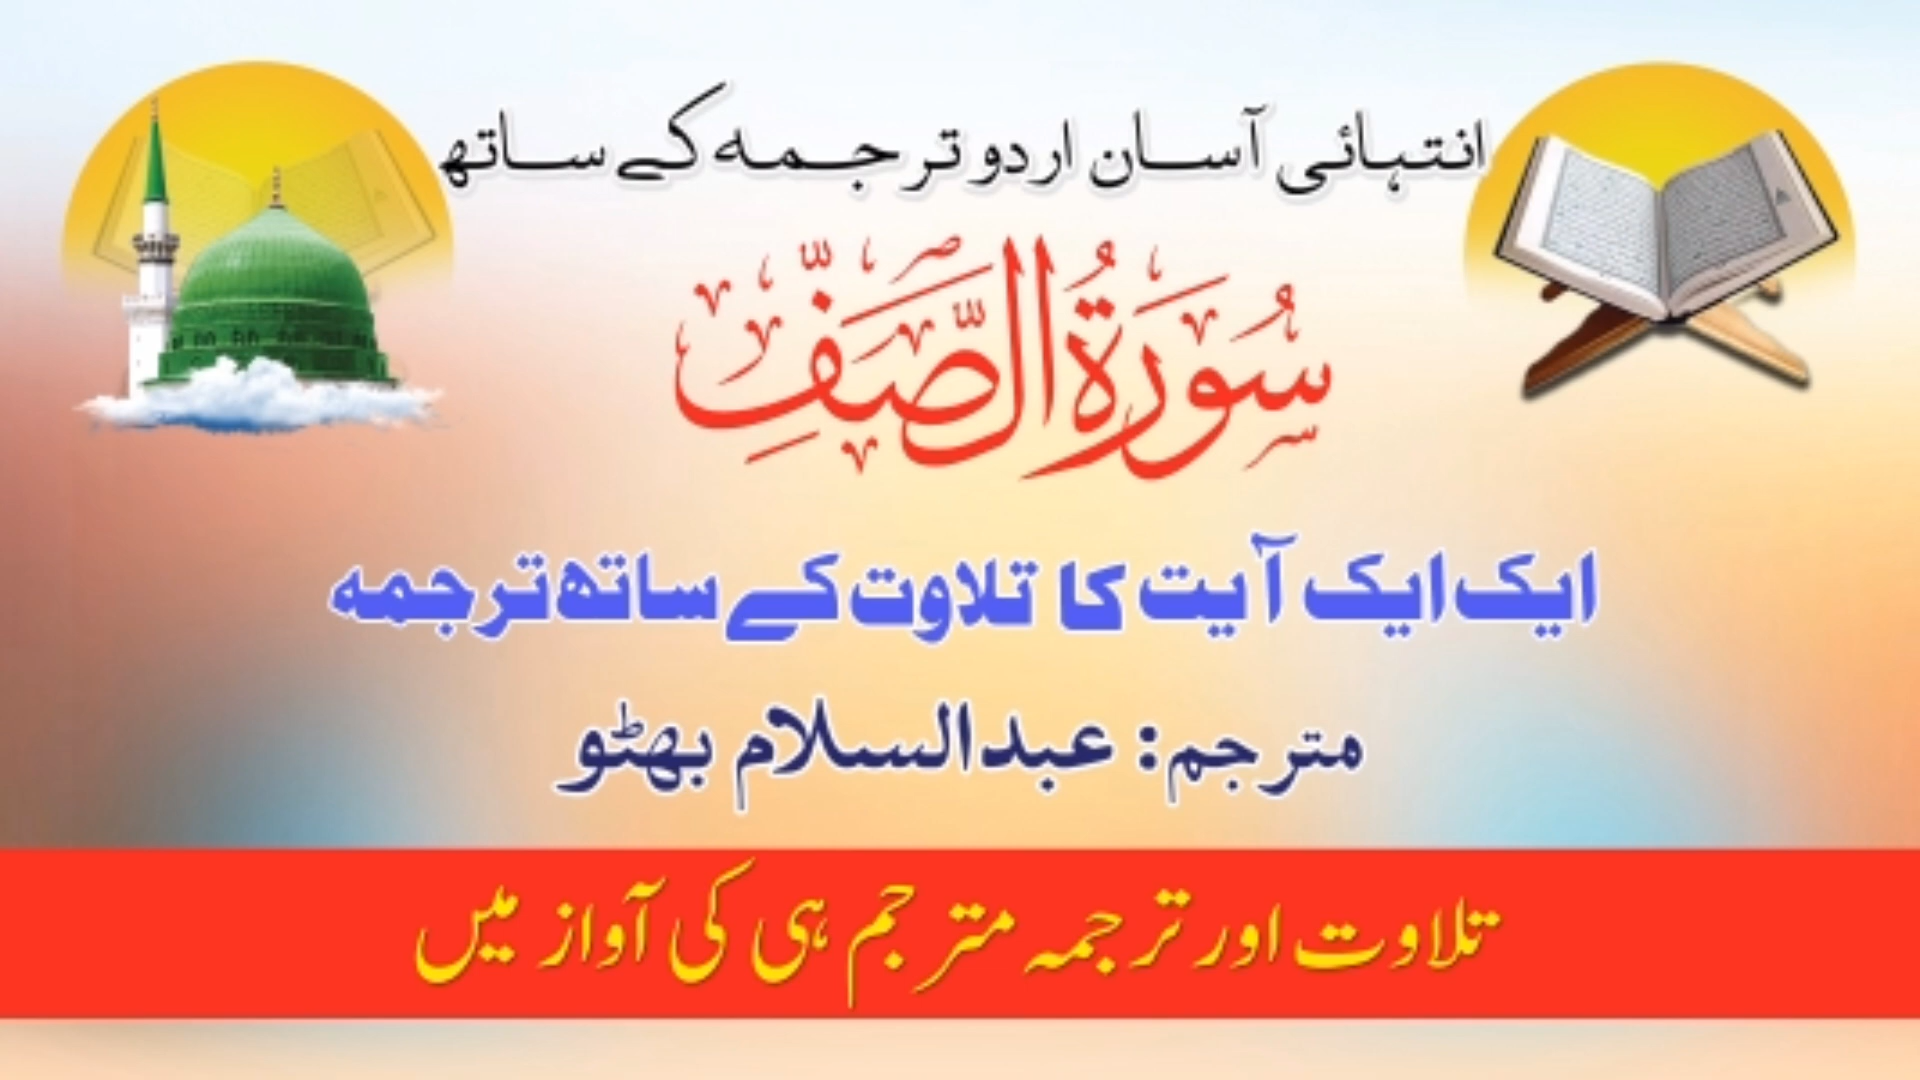 انتہائی آسان اردو ترجمہ کے ساتھ
سُوْرَۃُ الصَّفِّ
ایک ایک آیت کا تلاوت کے ساتھ ترجمہ
مترجم: عبدالسلام بھٹو
تلاوت اور ترجمہ مترجم ہی کی آواز میں